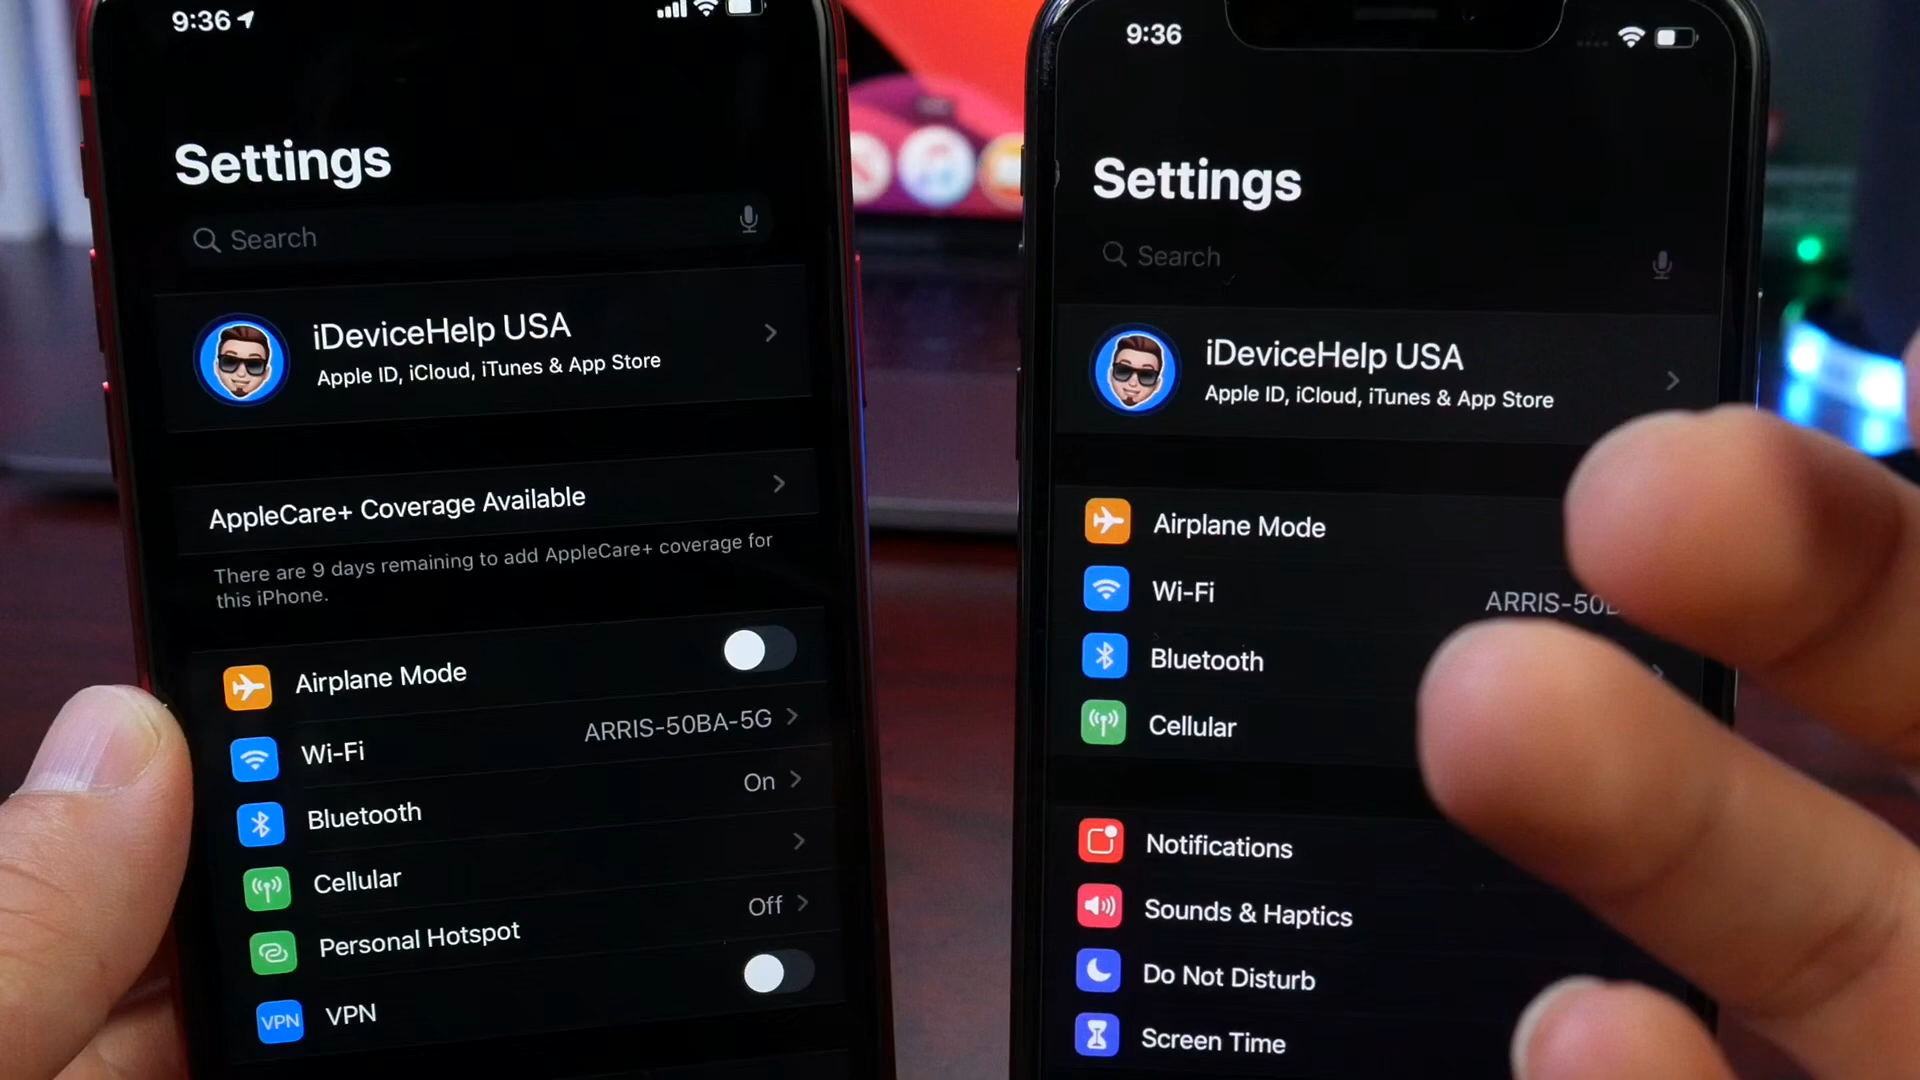 9:36
Settings
Search
iDeviceHelp USA
Apple ID, iCloud, iTunes & App Store
AppleCare+ Coverage Available
There are 9 days remaining to add AppleCare+ coverage for
this iPhone.
Airplane Mode
Wi-Fi ARRIS-50BA-5G
Bluetooth On
Cellular
Personal Hotspot Off
VPN VPN
9:36
Settings
Search
iDeviceHelp USA
Apple ID, iCloud, iTunes & App Store
Airplane Mode
Wi-Fi ARRIS-50
Bluetooth
Cellular
Notifications
Sounds & Haptics
Do Not Disturb
Screen Time